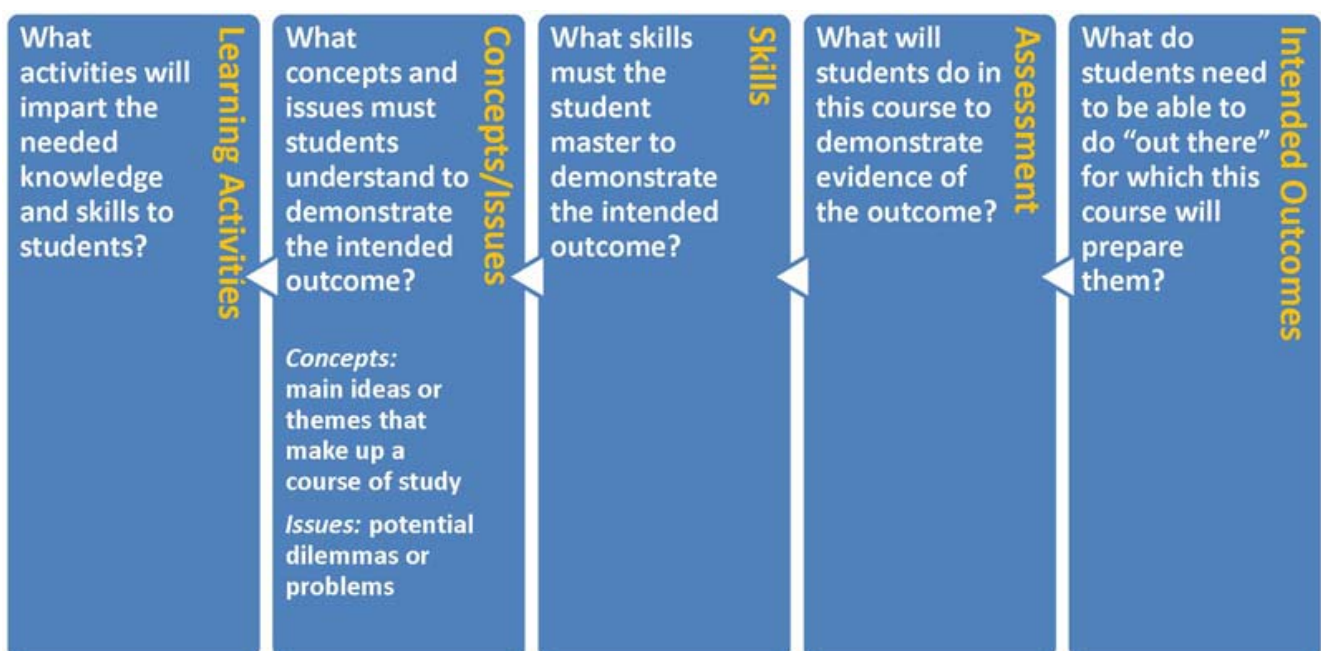 What
activities will
impart the
needed
knowledge
and skills to
students?
Learning Activities
What
concepts and
issues must
students
understand to
demonstrate
the intended
outcome?
Concepts:
main ideas or
themes that
make up a
course of study
Issues: potential
dilemmas or
problems
Concepts/Issues
What skills
must the
student
master to
demonstrate
the intended
outcome?
Skills
What will
students do in
this course to
demonstrate
evidence of
the outcome?
Assessment
What do
students need
to be able to
do “out there”
for which this
course will
prepare
them?
Intended Outcomes